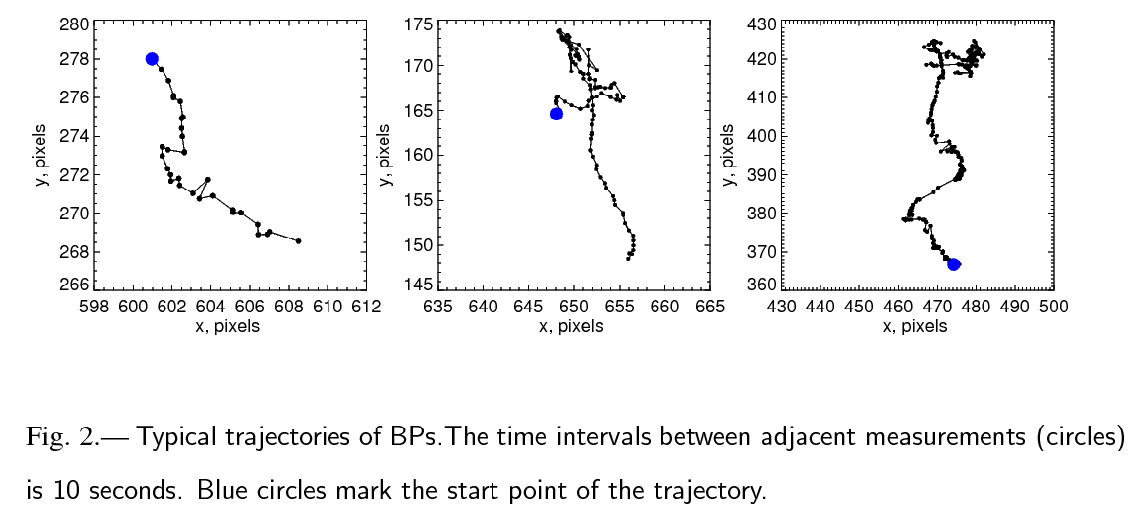 280
278
276
274
272
270
268
266
y, pixels
598 600 602 604 606 608 610 612
x, pixels
175
170
165
160
155
150
145
y, pixels
635 640 645 650 655 660 665
x, pixels
430
420
410
400
390
380
370
360
y, pixels
430 440 450 460 470 480 490 500
x, pixels
Fig. 2.— Typical trajectories of BPs.The time intervals between adjacent measurements (circles)
is 10 seconds. Blue circles mark the start point of the trajectory.